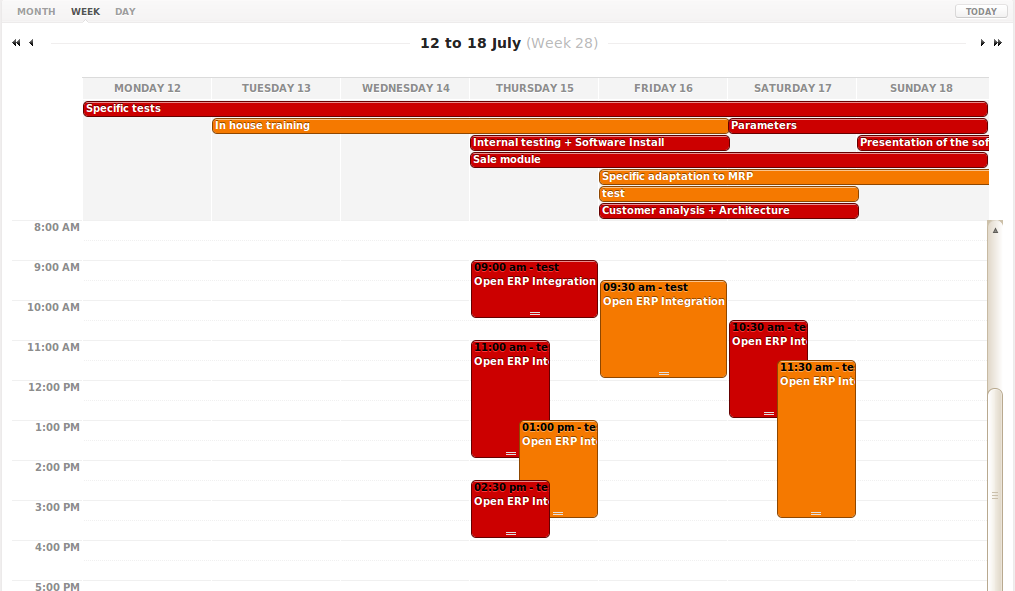 MONTH WEEK DAY TODAY
12 to 18 July (Week 28)
MONDAY 12 TUESDAY 13 WEDNESDAY 14 THURSDAY 15 FRIDAY 16 SATURDAY 17 SUNDAY 18
Specific tests
In house training Parameters
Internal testing + Software Install Presentation of the sof
Sale module
Specific adaptation to MRP
test
Customer analysis + Architecture
8:00 AM
9:00 AM 09:00 am - test
Open ERP Integration
09:30 am - test
Open ERP Integration
10:00 AM
10:30 am - te
Open ERP Int
11:00 AM 11:00 am - te
Open ERP Int
11:30 am - te
Open ERP Inte
12:00 PM
1:00 PM 01:00 pm - te
Open ERP Int
2:00 PM
02:30 pm - te
Open ERP Int
3:00 PM
4:00 PM
5:00 PM